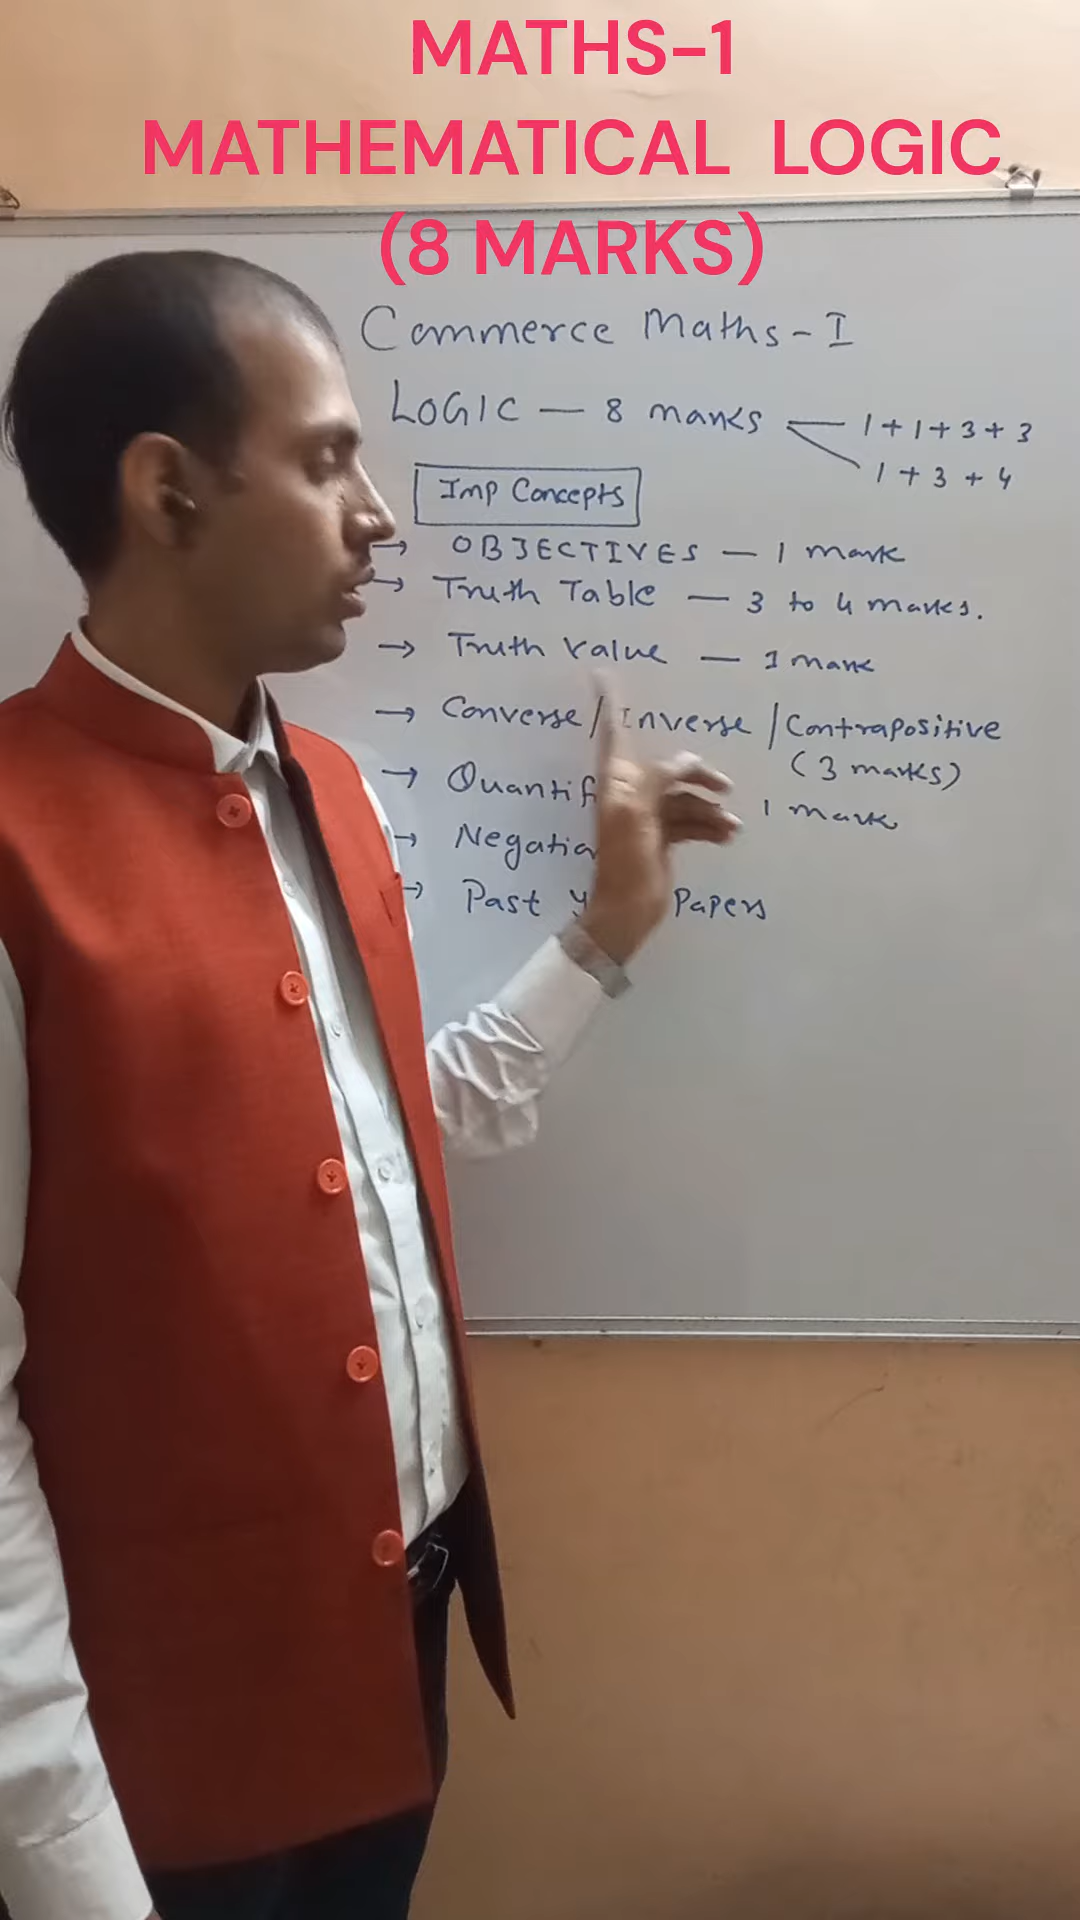 MATHS-1
MATHEMATICAL LOGIC
(8 MARKS)
Commerce Maths - I
LOGIC — 8 marks — 1 + 1 + 3 + 3
1 + 3 + 4
Imp Concepts
→ OBJECTIVES — 1 mark
→ Truth Table — 3 to 4 marks.
→ Truth Value — 1 mark
→ Converse / Inverse / Contrapositive
(3 marks)
→ 1 mark
→
→ Past Papers